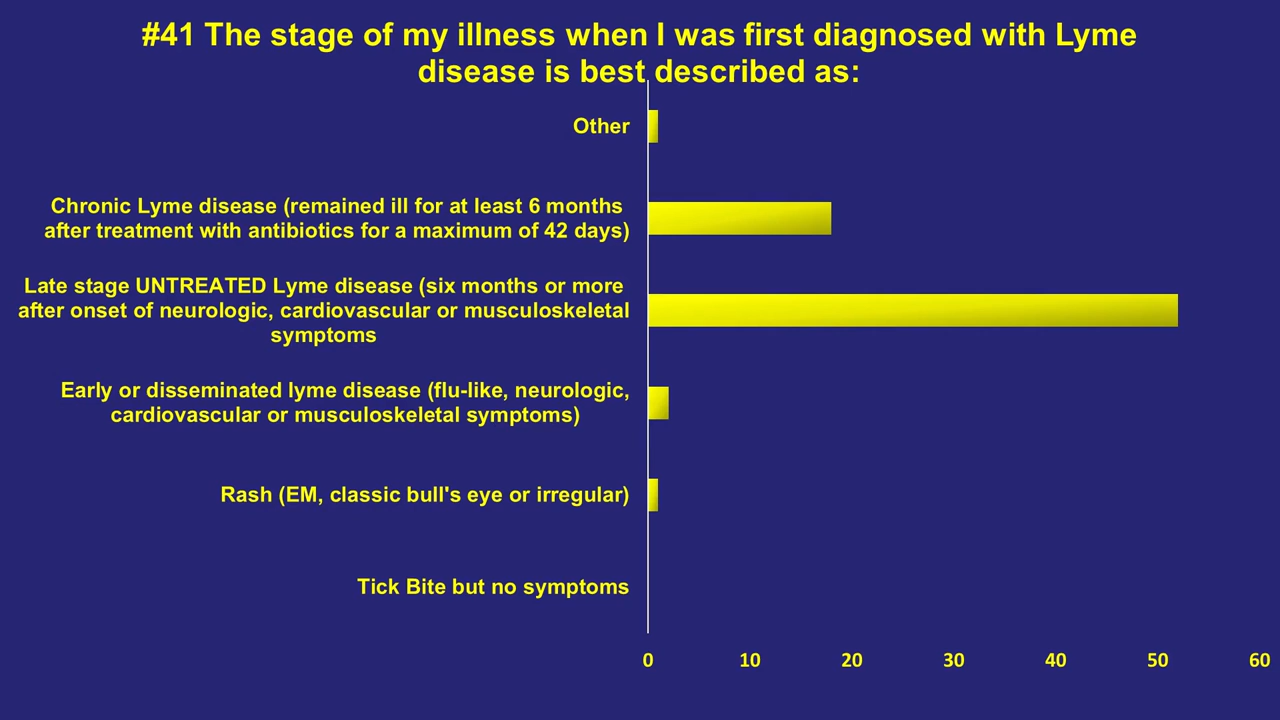 #41 The stage of my illness when I was first diagnosed with Lyme
disease is best described as:
Other
Chronic Lyme disease (remained ill for at least 6 months
after treatment with antibiotics for a maximum of 42 days)
Late stage UNTREATED Lyme disease (six months or more
after onset of neurologic, cardiovascular or musculoskeletal
symptoms
Early or disseminated lyme disease (flu-like, neurologic,
cardiovascular or musculoskeletal symptoms)
Rash (EM, classic bull's eye or irregular)
Tick Bite but no symptoms
0 10 20 30 40 50 60